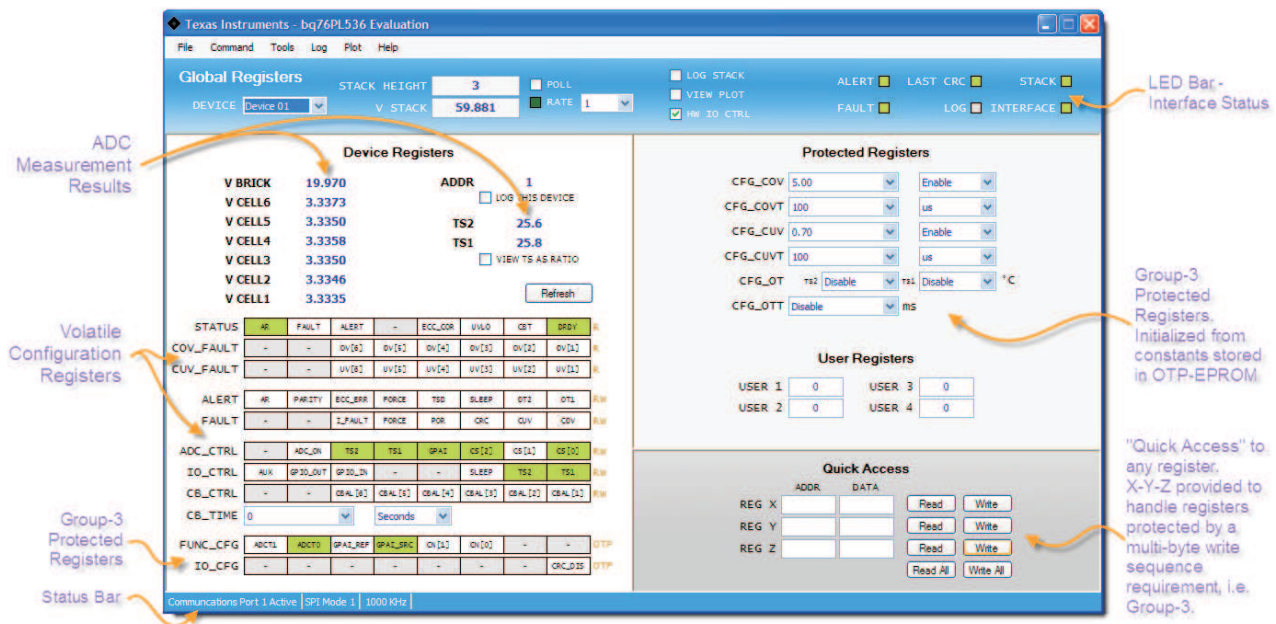 Texas Instruments - bq76PL536 Evaluation
File Command Tools Log Plot Help
Global Registers
DEVICE Device 01
STACK HEIGHT 3
V STACK 59.881
POLL
RATE 1
LOG STACK
VIEW PLOT
HW IO CTRL
ALERT LAST CRC STACK
FAULT LOG INTERFACE
LED Bar -
Interface Status
ADC
Measurement
Results
Device Registers
V BRICK 19.970
V CELL6 3.3373
V CELL5 3.3350
V CELL4 3.3358
V CELL3 3.3350
V CELL2 3.3346
V CELL1 3.3335
ADDR 1
LOG THIS DEVICE
TS2 25.6
TS1 25.8
VIEW TS AS RATIO
Refresh
Volatile
Configuration
Registers
STATUS AR FAULT ALERT - ECC_COR UVLO CBT DRDY R
COV_FAULT - - OV[6] OV[5] OV[4] OV[3] OV[2] OV[1] R
CUV_FAULT - - UV[6] UV[5] UV[4] UV[3] UV[2] UV[1] R
ALERT AR PARITY ECC_ERR FORCE TSD SLEEP OT2 OT1 RW
FAULT - - I_FAULT FORCE POR CRC CUV COV RW
ADC_CTRL - ADC_ON TS2 TS1 GPAI CS[2] CS[1] CS[0] RW
IO_CTRL AUX GPIO_OUT GPIO_IN - - SLEEP TS2 TS1 RW
CB_CTRL - - CBAL[6] CBAL[5] CBAL[4] CBAL[3] CBAL[2] CBAL[1] RW
CB_TIME 0 Seconds
FUNC_CFG ADCT1 ADCT0 GPAI_REF GPAI_SRC CN[1] CN[0] - - OTP
IO_CFG - - - - - - - CRC_DIS OTP
Group-3
Protected
Registers
Status Bar
Communcations Port 1 Active SPI Mode 1 1000 KHz
Protected Registers
CFG_COV 5.00 Enable
CFG_COVT 100 us
CFG_CUV 0.70 Enable
CFG_CUVT 100 us
CFG_OT TS2 Disable TS1 Disable °C
CFG_OTT Disable ms
Group-3
Protected
Registers.
Initialized from
constants stored
in OTP-EPROM
User Registers
USER 1 0 USER 3 0
USER 2 0 USER 4 0
Quick Access
ADDR DATA
REG X Read Write
REG Y Read Write
REG Z Read Write
Read All Write All
"Quick Access" to
any register.
X-Y-Z provided to
handle registers
protected by a
multi-byte write
sequence
requirement, i.e.
Group-3.